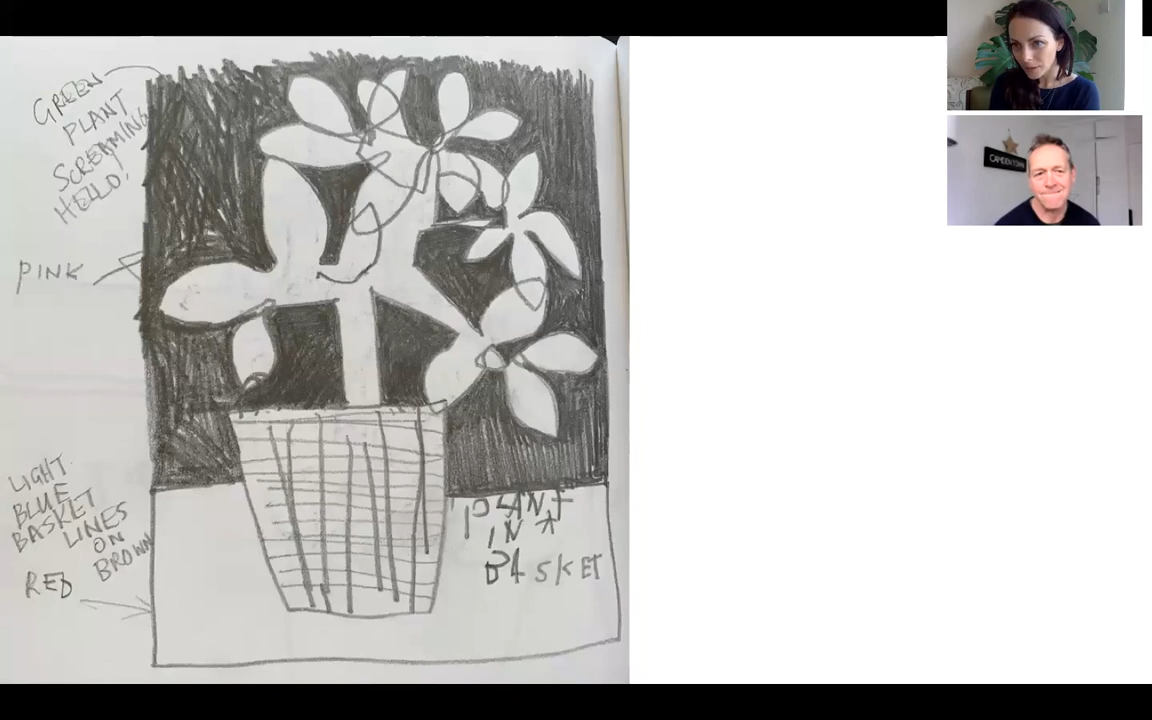 GREEN
PLANT
SCREAMING
HELLO!
PINK
LIGHT
BLUE
BASKET
LINES
ON
BROWN
RED
PLANT
IN *
BASKET
CAMDEN TOWN